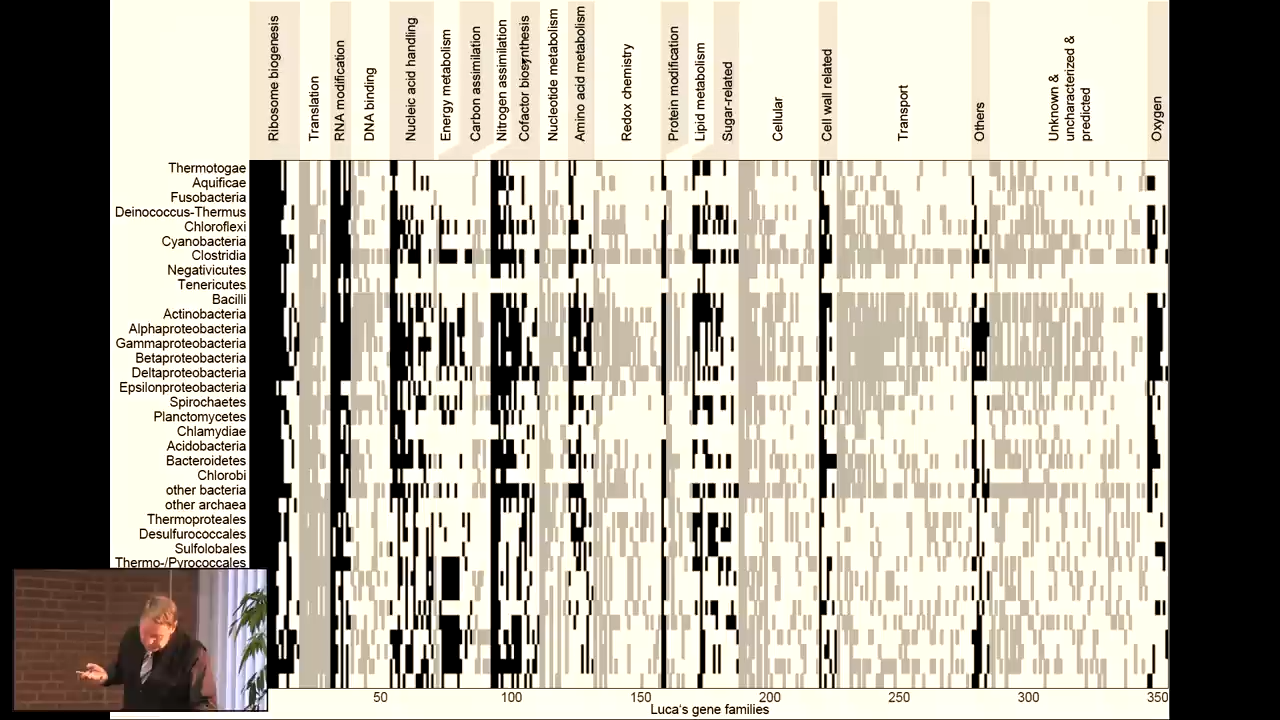 Ribosome biogenesis
Translation
RNA modification
DNA binding
Nucleic acid handling
Energy metabolism
Carbon assimilation
Nitrogen assimilation
Cofactor biosynthesis
Nucleotide metabolism
Amino acid metabolism
Redox chemistry
Protein modification
Lipid metabolism
Sugar-related
Cellular
Cell wall related
Transport
Others
Unknown &
uncharacterized &
predicted
Oxygen
Thermotogae
Aquificae
Fusobacteria
Deinococcus-Thermus
Chloroflexi
Cyanobacteria
Clostridia
Negativicutes
Tenericutes
Bacilli
Actinobacteria
Alphaproteobacteria
Gammaproteobacteria
Betaproteobacteria
Deltaproteobacteria
Epsilonproteobacteria
Spirochaetes
Planctomycetes
Chlamydiae
Acidobacteria
Bacteroidetes
Chlorobi
other bacteria
other archaea
Thermoproteales
Desulfurococcales
Sulfolobales
Thermo-/Pyrococcales
50 100 150 200 250 300 350
Luca's gene families